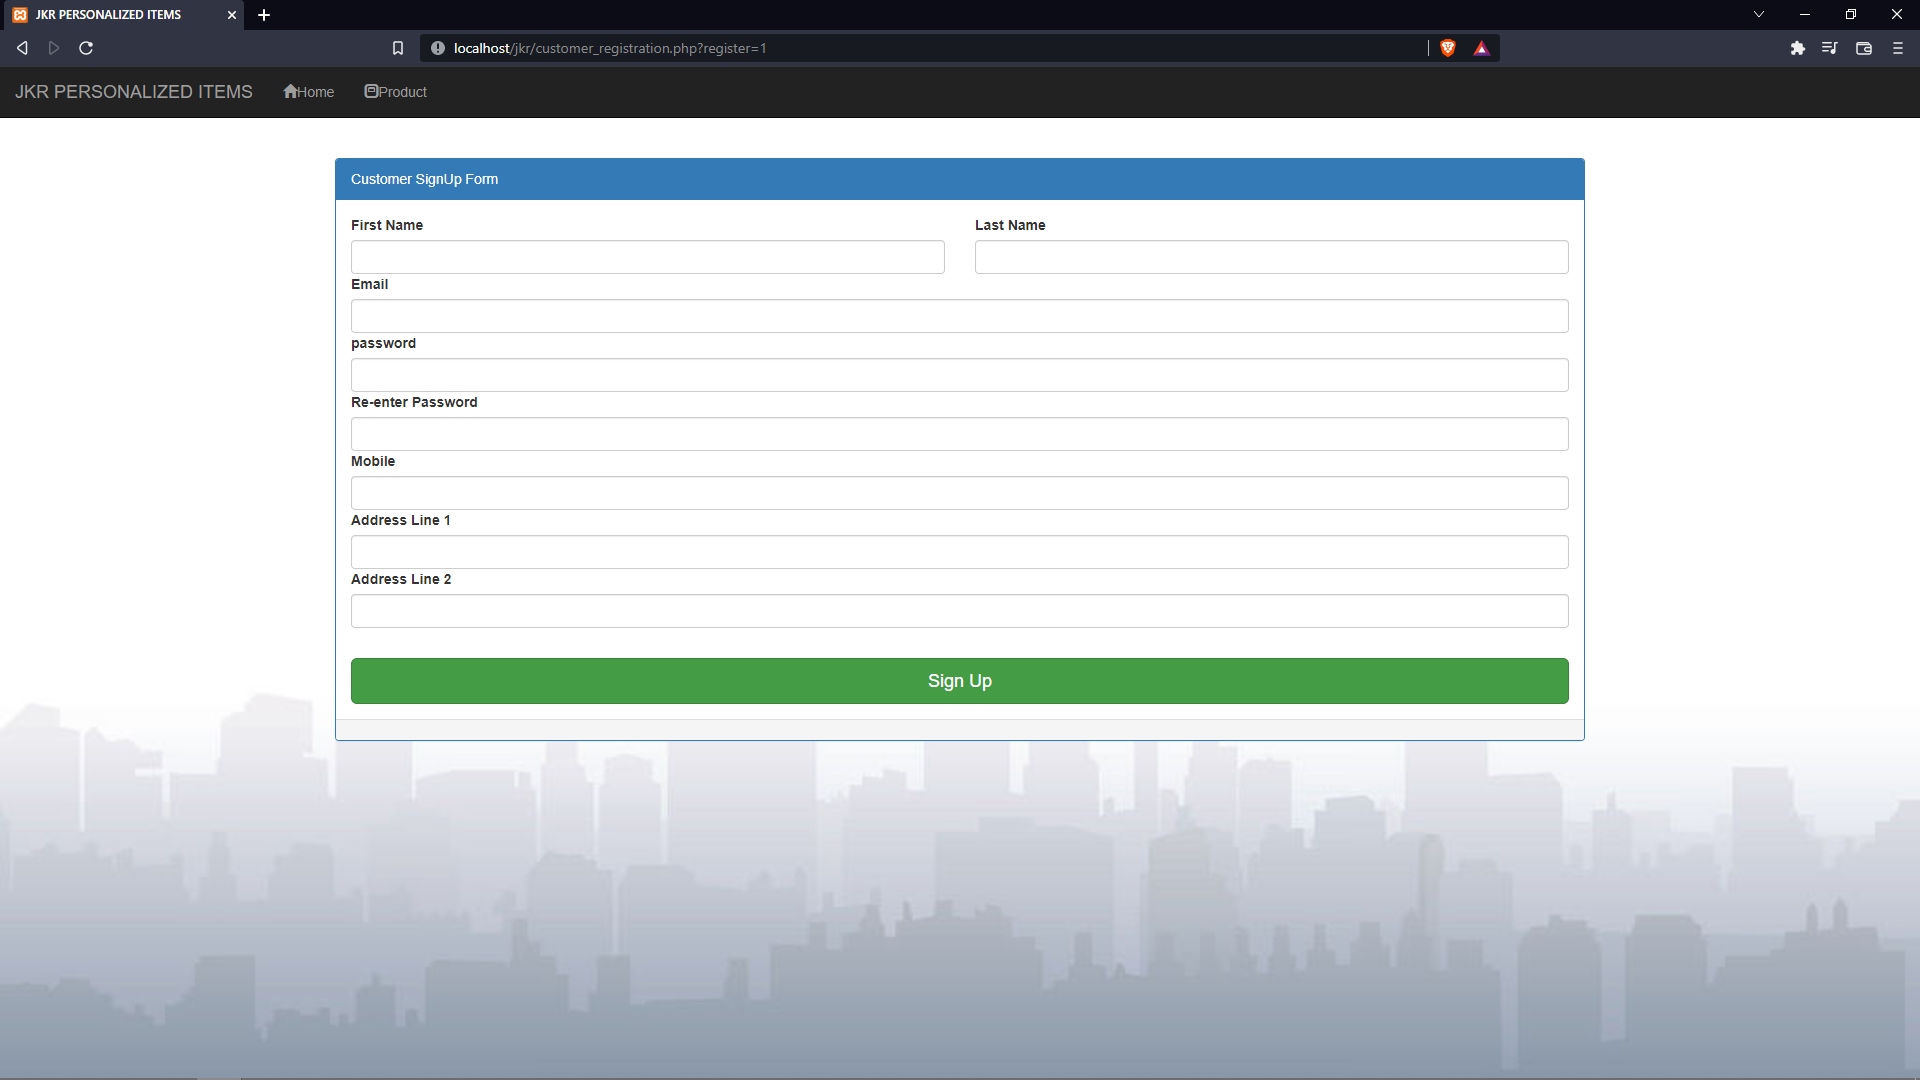 JKR PERSONALIZED ITEMS
localhost/jkr/customer_registration.php?register=1
JKR PERSONALIZED ITEMS Home Product
Customer SignUp Form
First Name Last Name
Email
password
Re-enter Password
Mobile
Address Line 1
Address Line 2
Sign Up